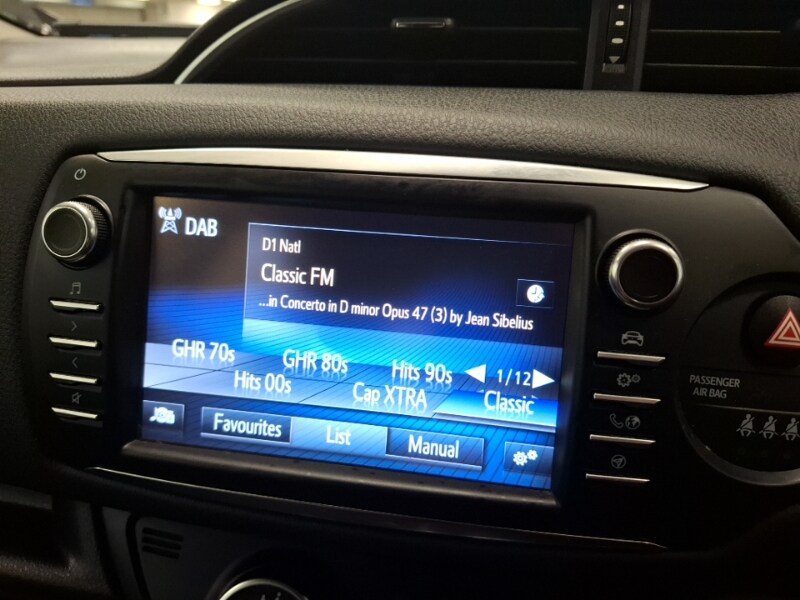 DAB
D1 Natl
Classic FM
...in Concerto in D minor Opus 47 (3) by Jean Sibelius
GHR 70s GHR 80s Hits 90s 1/12
Hits 00s Cap XTRA Classic
Favourites List Manual
PASSENGER
AIR BAG